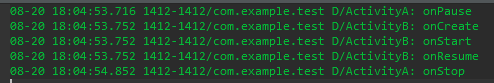 08-20 18:04:53.716 1412-1412/com.example.test D/ActivityA: onPause
08-20 18:04:53.752 1412-1412/com.example.test D/ActivityB: onCreate
08-20 18:04:53.752 1412-1412/com.example.test D/ActivityB: onStart
08-20 18:04:53.752 1412-1412/com.example.test D/ActivityB: onResume
08-20 18:04:54.852 1412-1412/com.example.test D/ActivityA: onStop